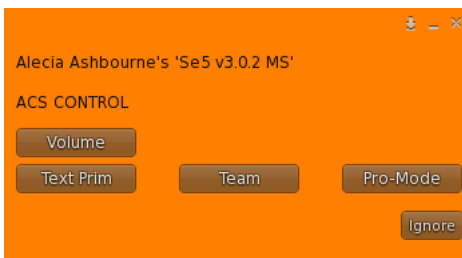 Alecia Ashbourne's 'Se5 v3.0.2 MS'
ACS CONTROL
Volume
Text Prim Team Pro-Mode
Ignore